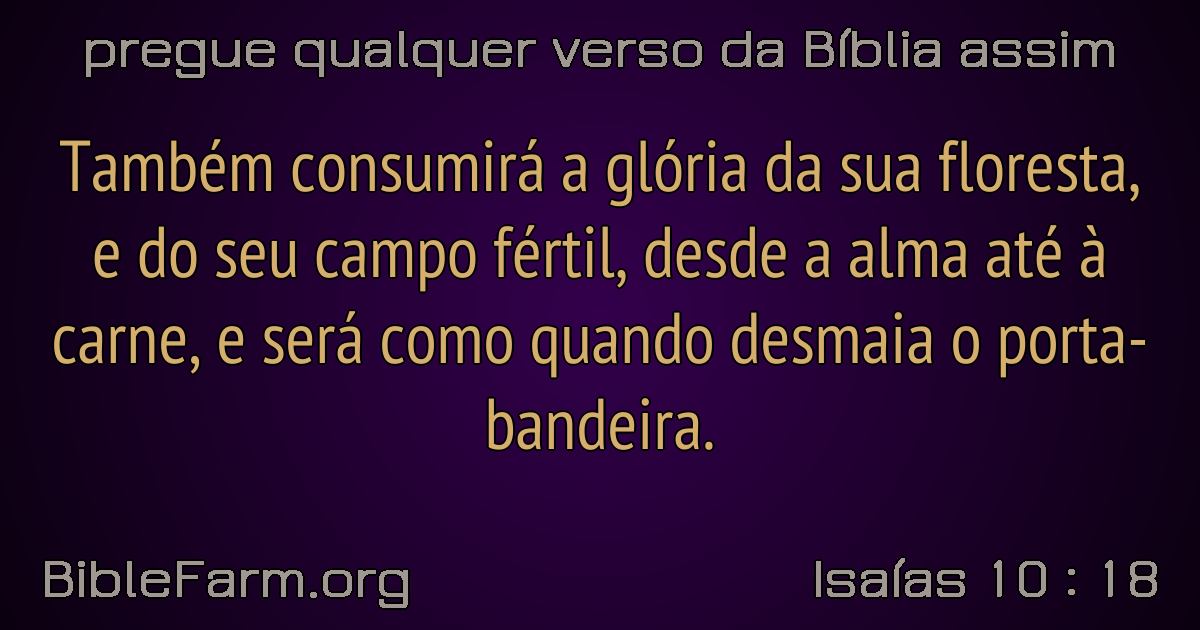 pregue qualquer verso da Bíblia assim
Também consumirá a glória da sua floresta,
e do seu campo fértil, desde a alma até à
carne, e será como quando desmaia o porta-
bandeira.
BibleFarm.org
Isaías 10 : 18